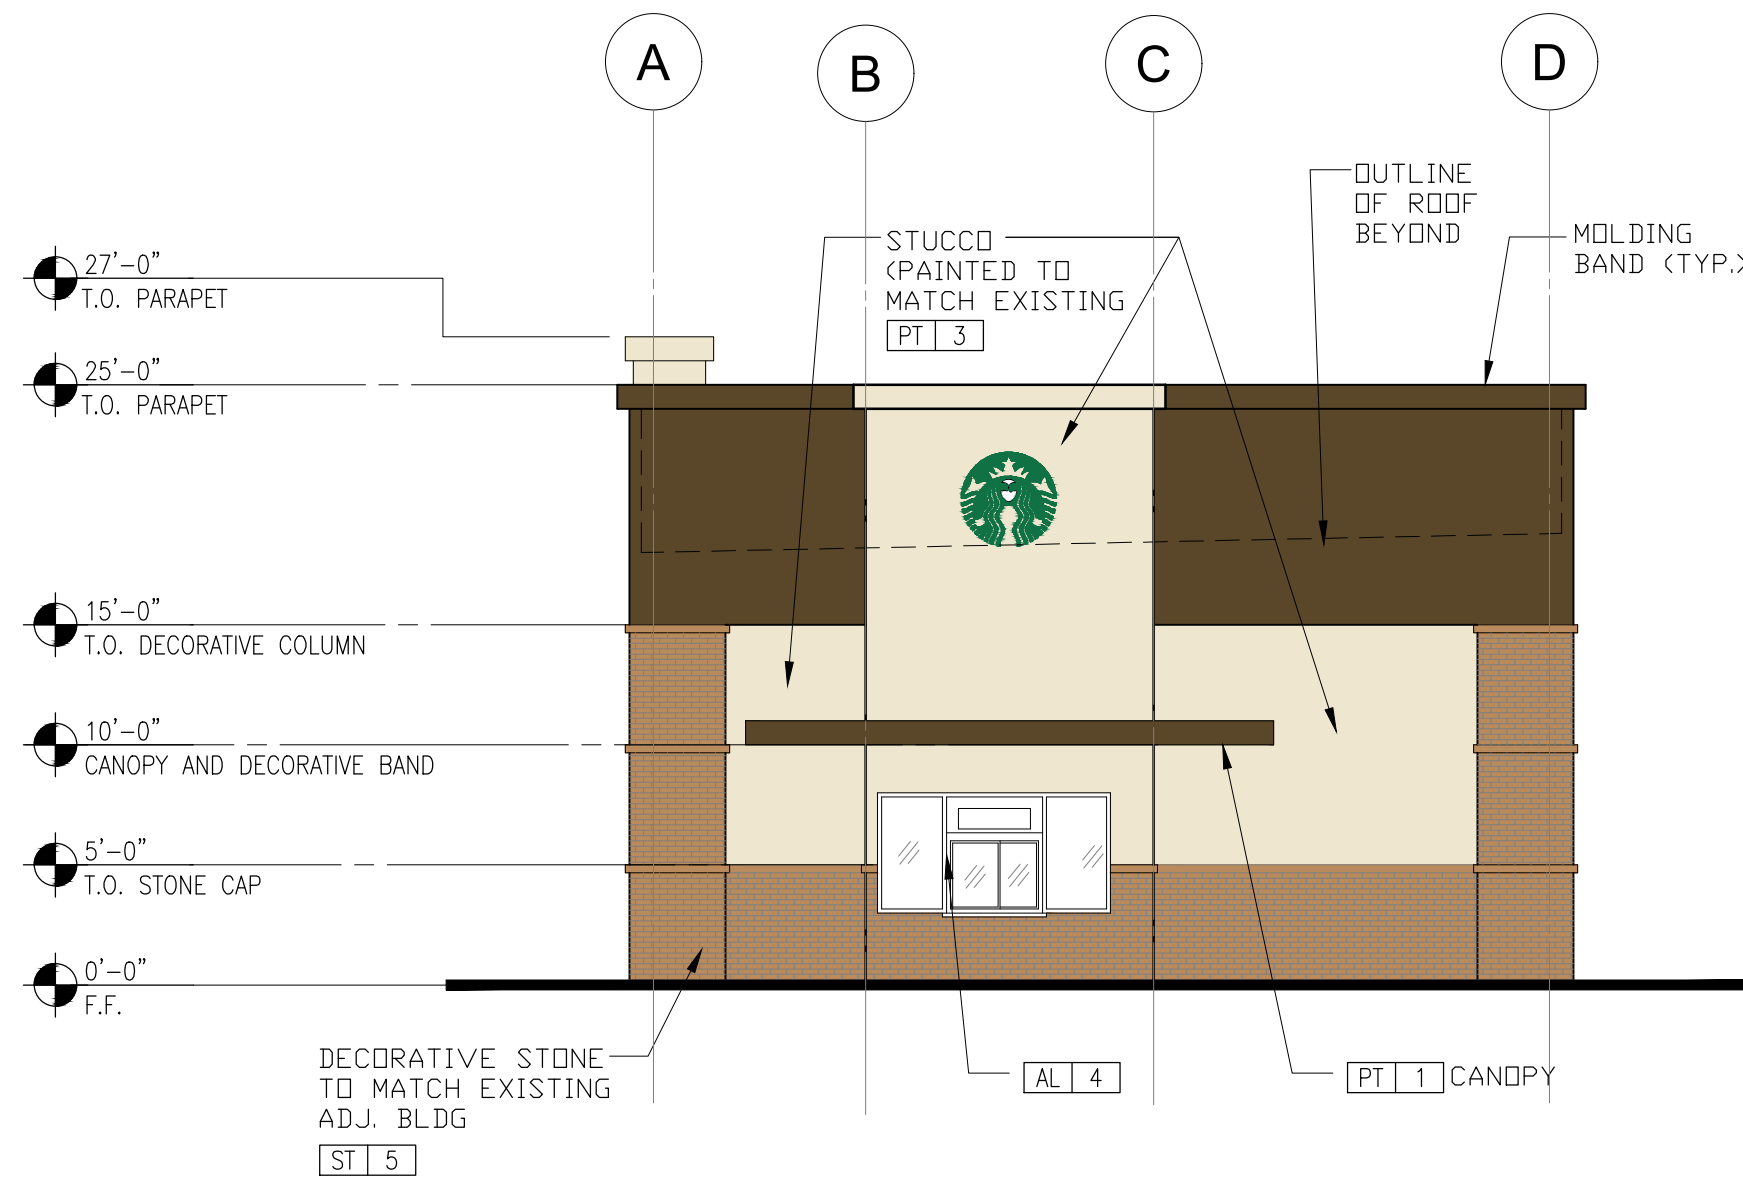 A
B
C
D
OUTLINE
OF ROOF
BEYOND
MOLDING
BAND (TYP.)
STUCCO
(PAINTED TO
MATCH EXISTING
PT 3
27'-0"
T.O. PARAPET
25'-0"
T.O. PARAPET
15'-0"
T.O. DECORATIVE COLUMN
10'-0"
CANOPY AND DECORATIVE BAND
5'-0"
T.O. STONE CAP
0'-0"
F.F.
DECORATIVE STONE
TO MATCH EXISTING
ADJ. BLDG
ST 5
AL 4
PT 1 CANOPY